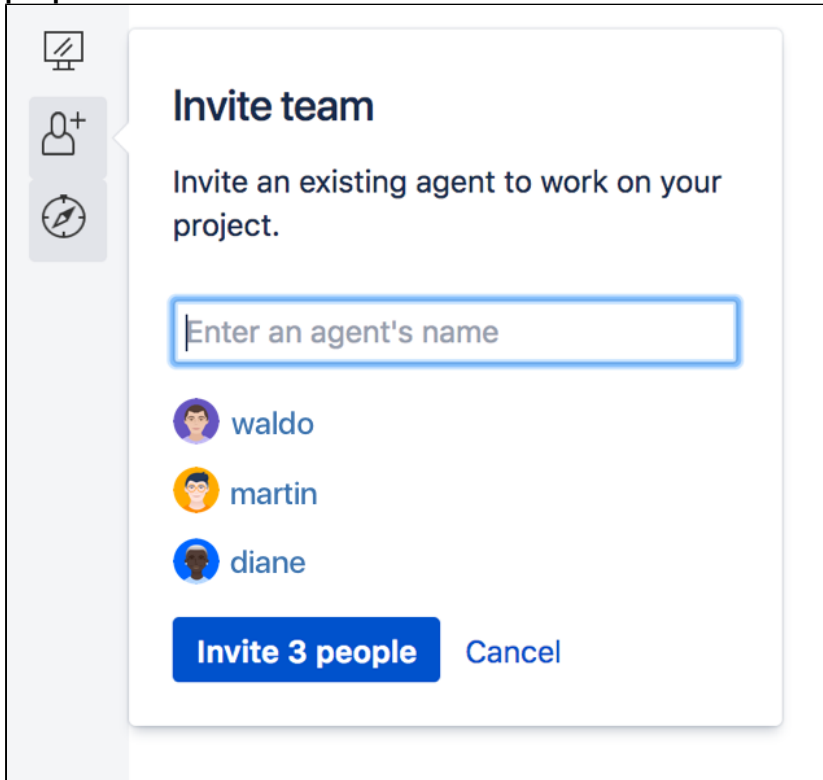 Invite team
Invite an existing agent to work on your
project.
Enter an agent's name
waldo
martin
diane
Invite 3 people Cancel